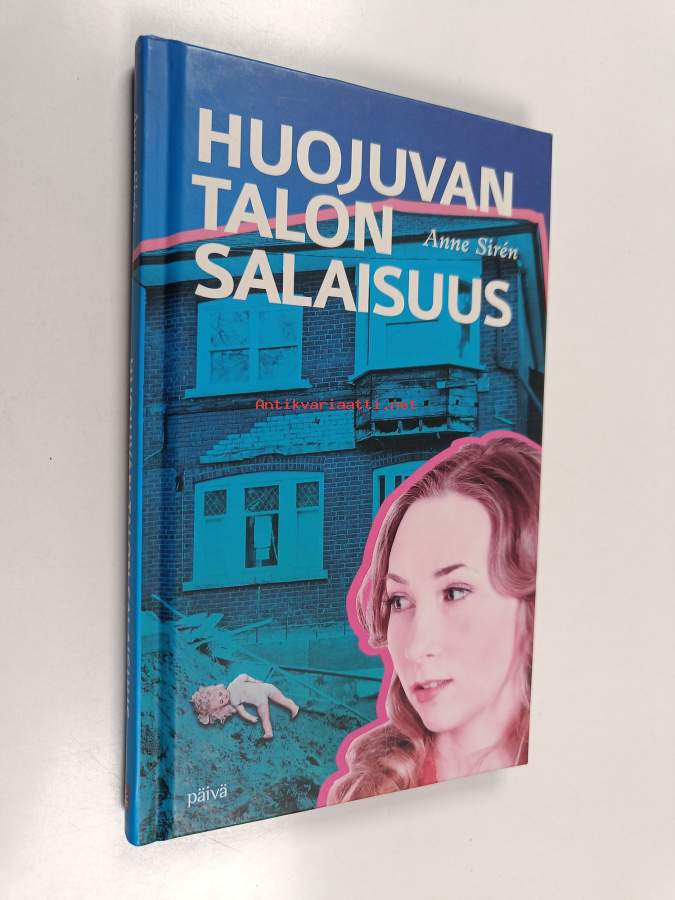 HUOJUVAN
TALON
Anne Sirén
SALAISUUS
Antikvariaatti.net
päivä